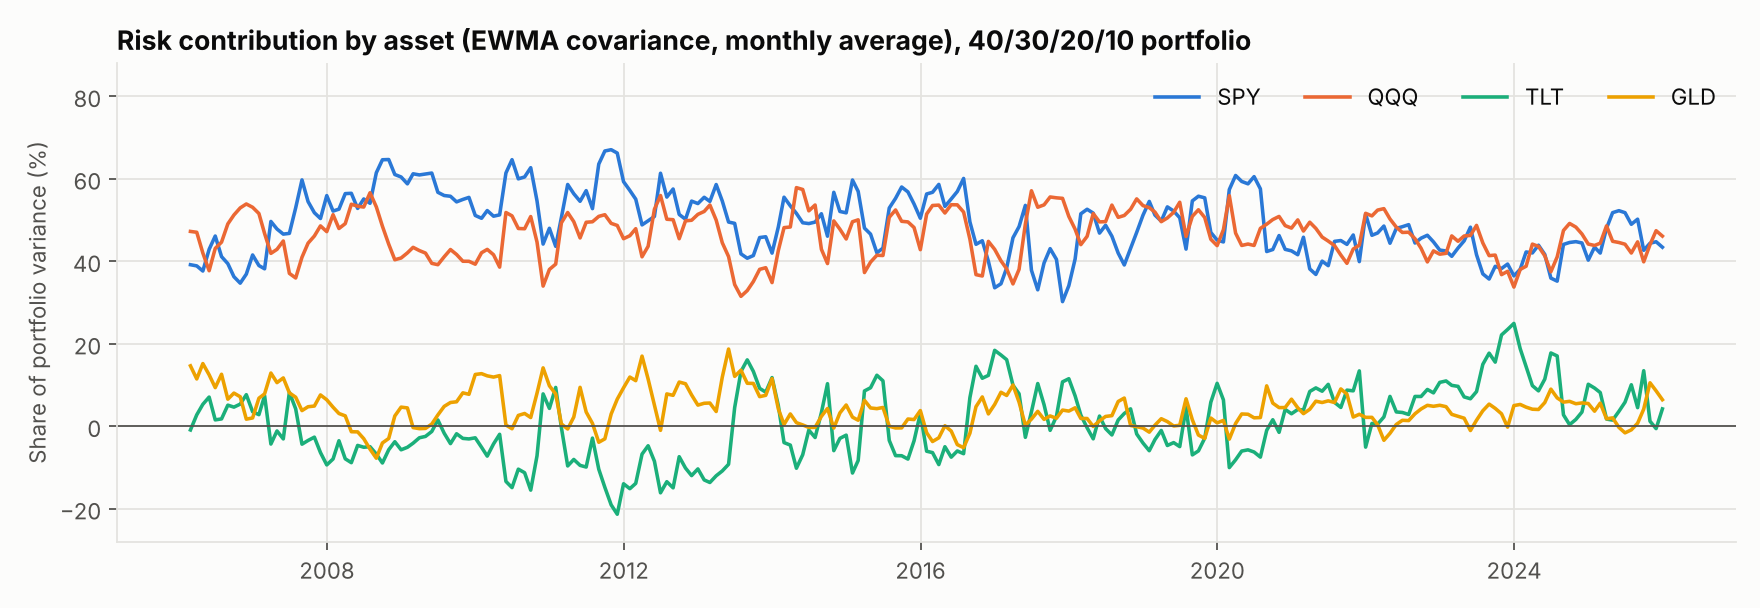 Risk contribution by asset (EWMA covariance, monthly average), 40/30/20/10 portfolio
SPY QQQ TLT GLD
Share of portfolio variance (%)
80
60
40
20
0
−20
2008 2012 2016 2020 2024